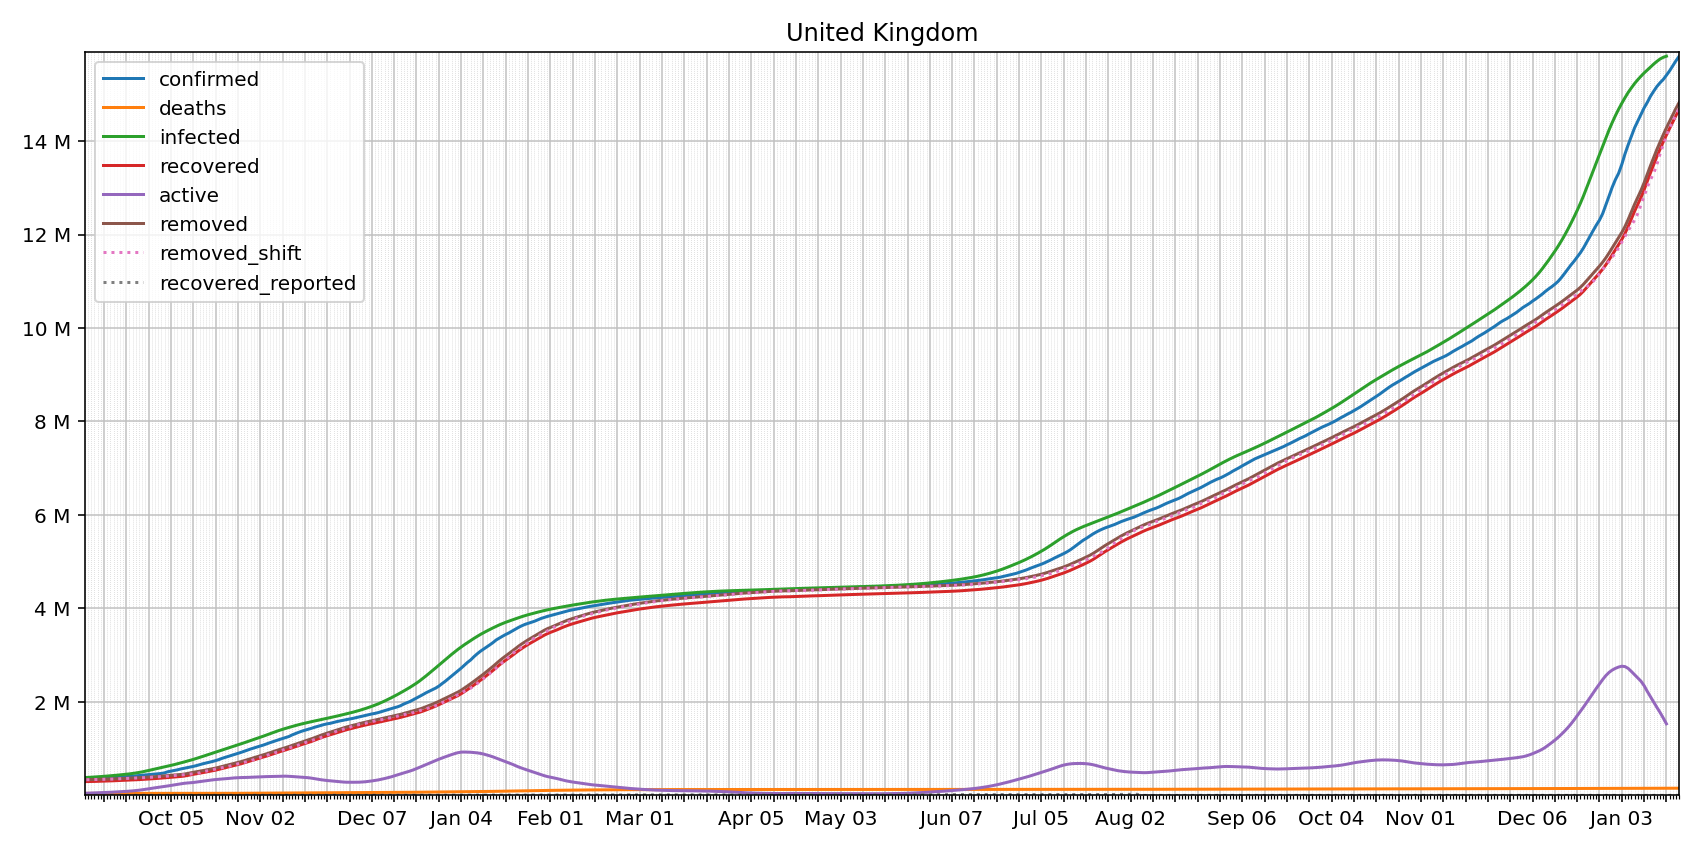 United Kingdom
confirmed
deaths
infected
recovered
active
removed
removed_shift
recovered_reported
14 M
12 M
10 M
8 M
6 M
4 M
2 M
Oct 05 Nov 02 Dec 07 Jan 04 Feb 01 Mar 01 Apr 05 May 03 Jun 07 Jul 05 Aug 02 Sep 06 Oct 04 Nov 01 Dec 06 Jan 03